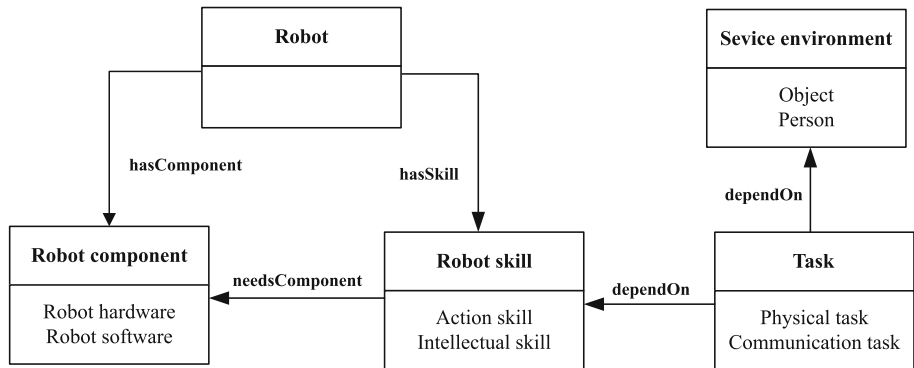 Robot
Sevice environment
Object
Person
hasComponent
hasSkill
dependOn
Robot component
Robot hardware
Robot software
needsComponent
Robot skill
Action skill
Intellectual skill
dependOn
Task
Physical task
Communication task